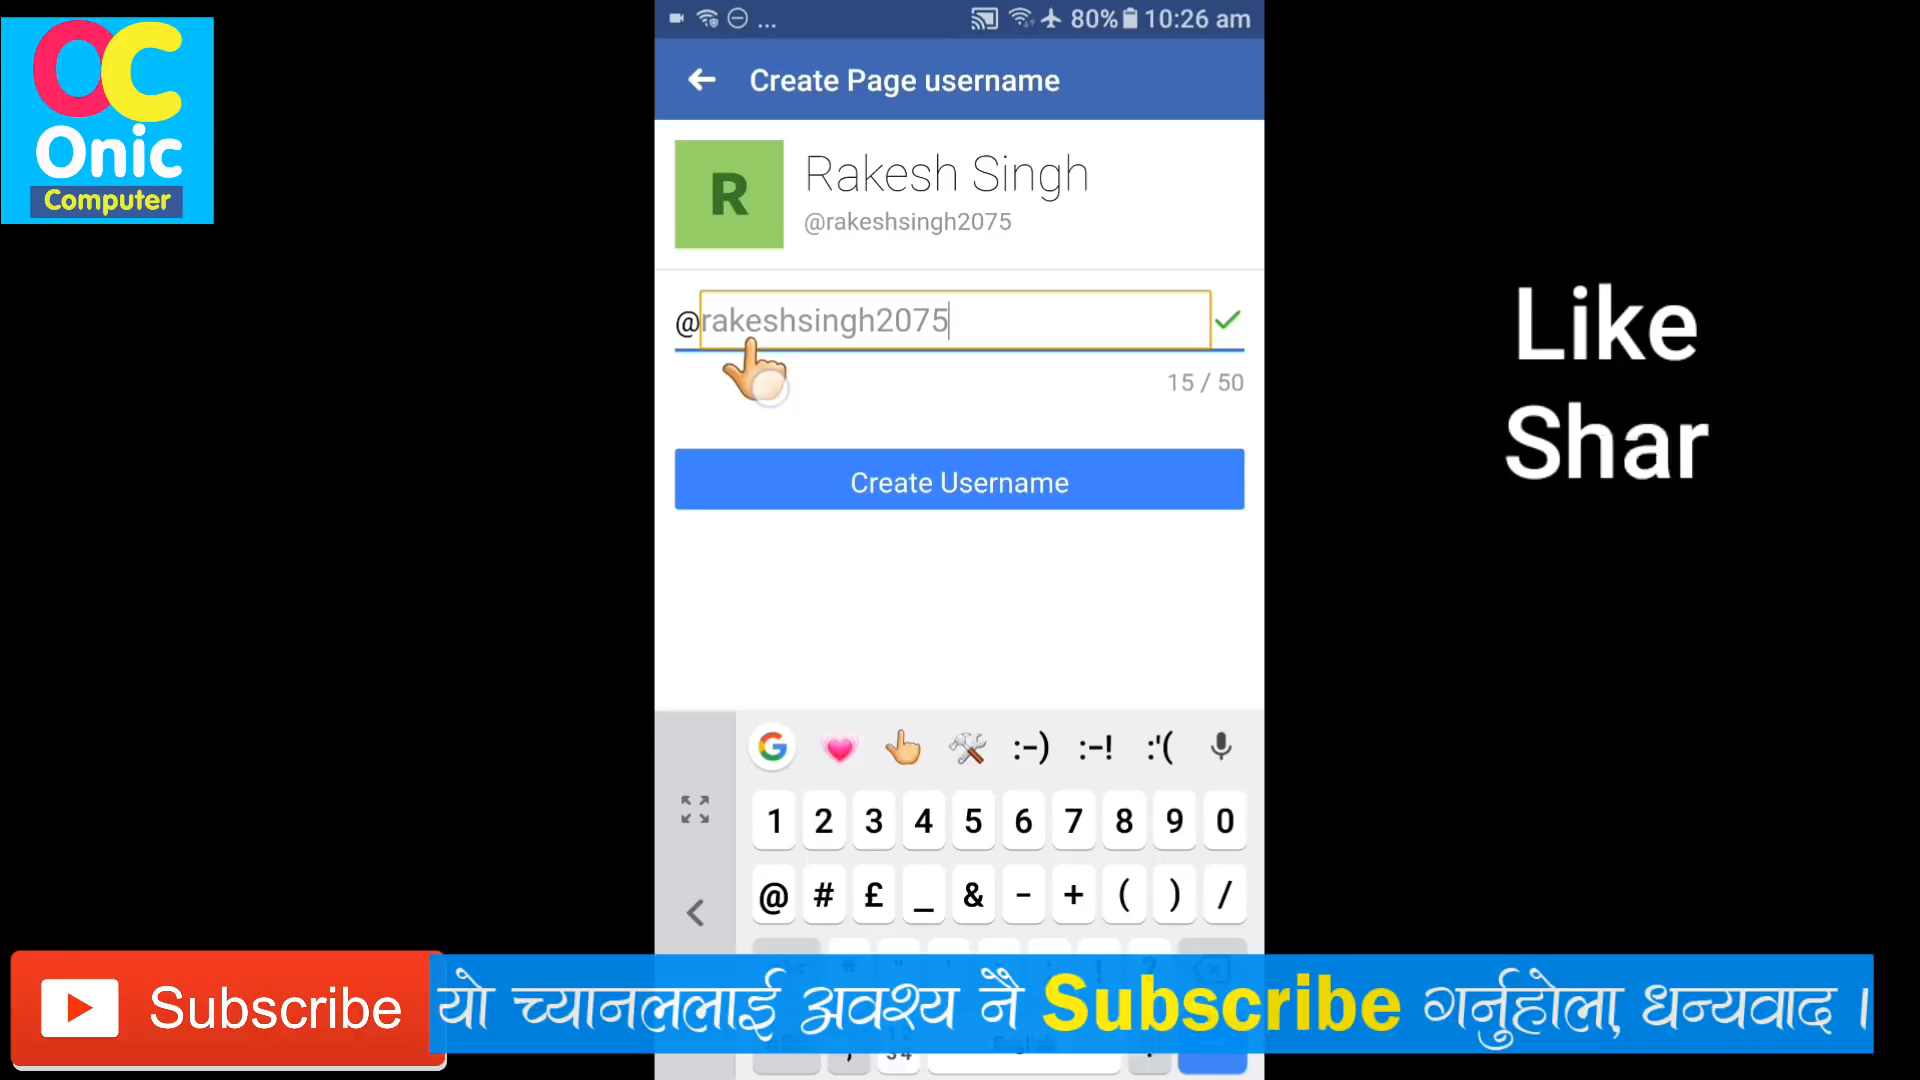 OC
Onic
Computer
... 80% 10:26 am
Create Page username
R
Rakesh Singh
@rakeshsingh2075
@rakeshsingh2075
15 / 50
Create Username
Like
Shar
G :-) :-! :'(
1 2 3 4 5 6 7 8 9 0
@ # £ _ & - + ( ) /
Subscribe
यो च्यानललाई अवश्य नै Subscribe गर्नुहोला, धन्यवाद ।